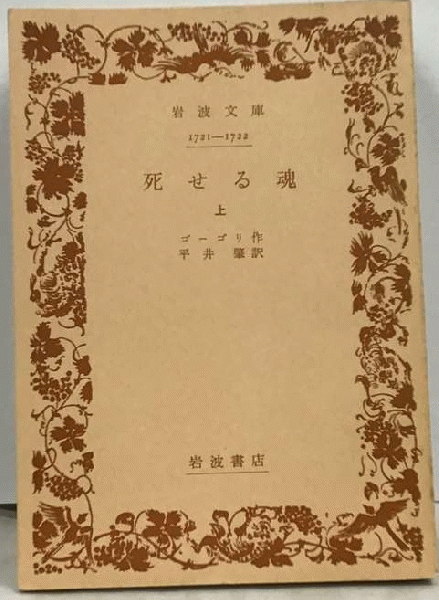 岩波文庫
1721—1722
死せる魂
上
ゴーゴリ作
平井肇訳
岩波書店